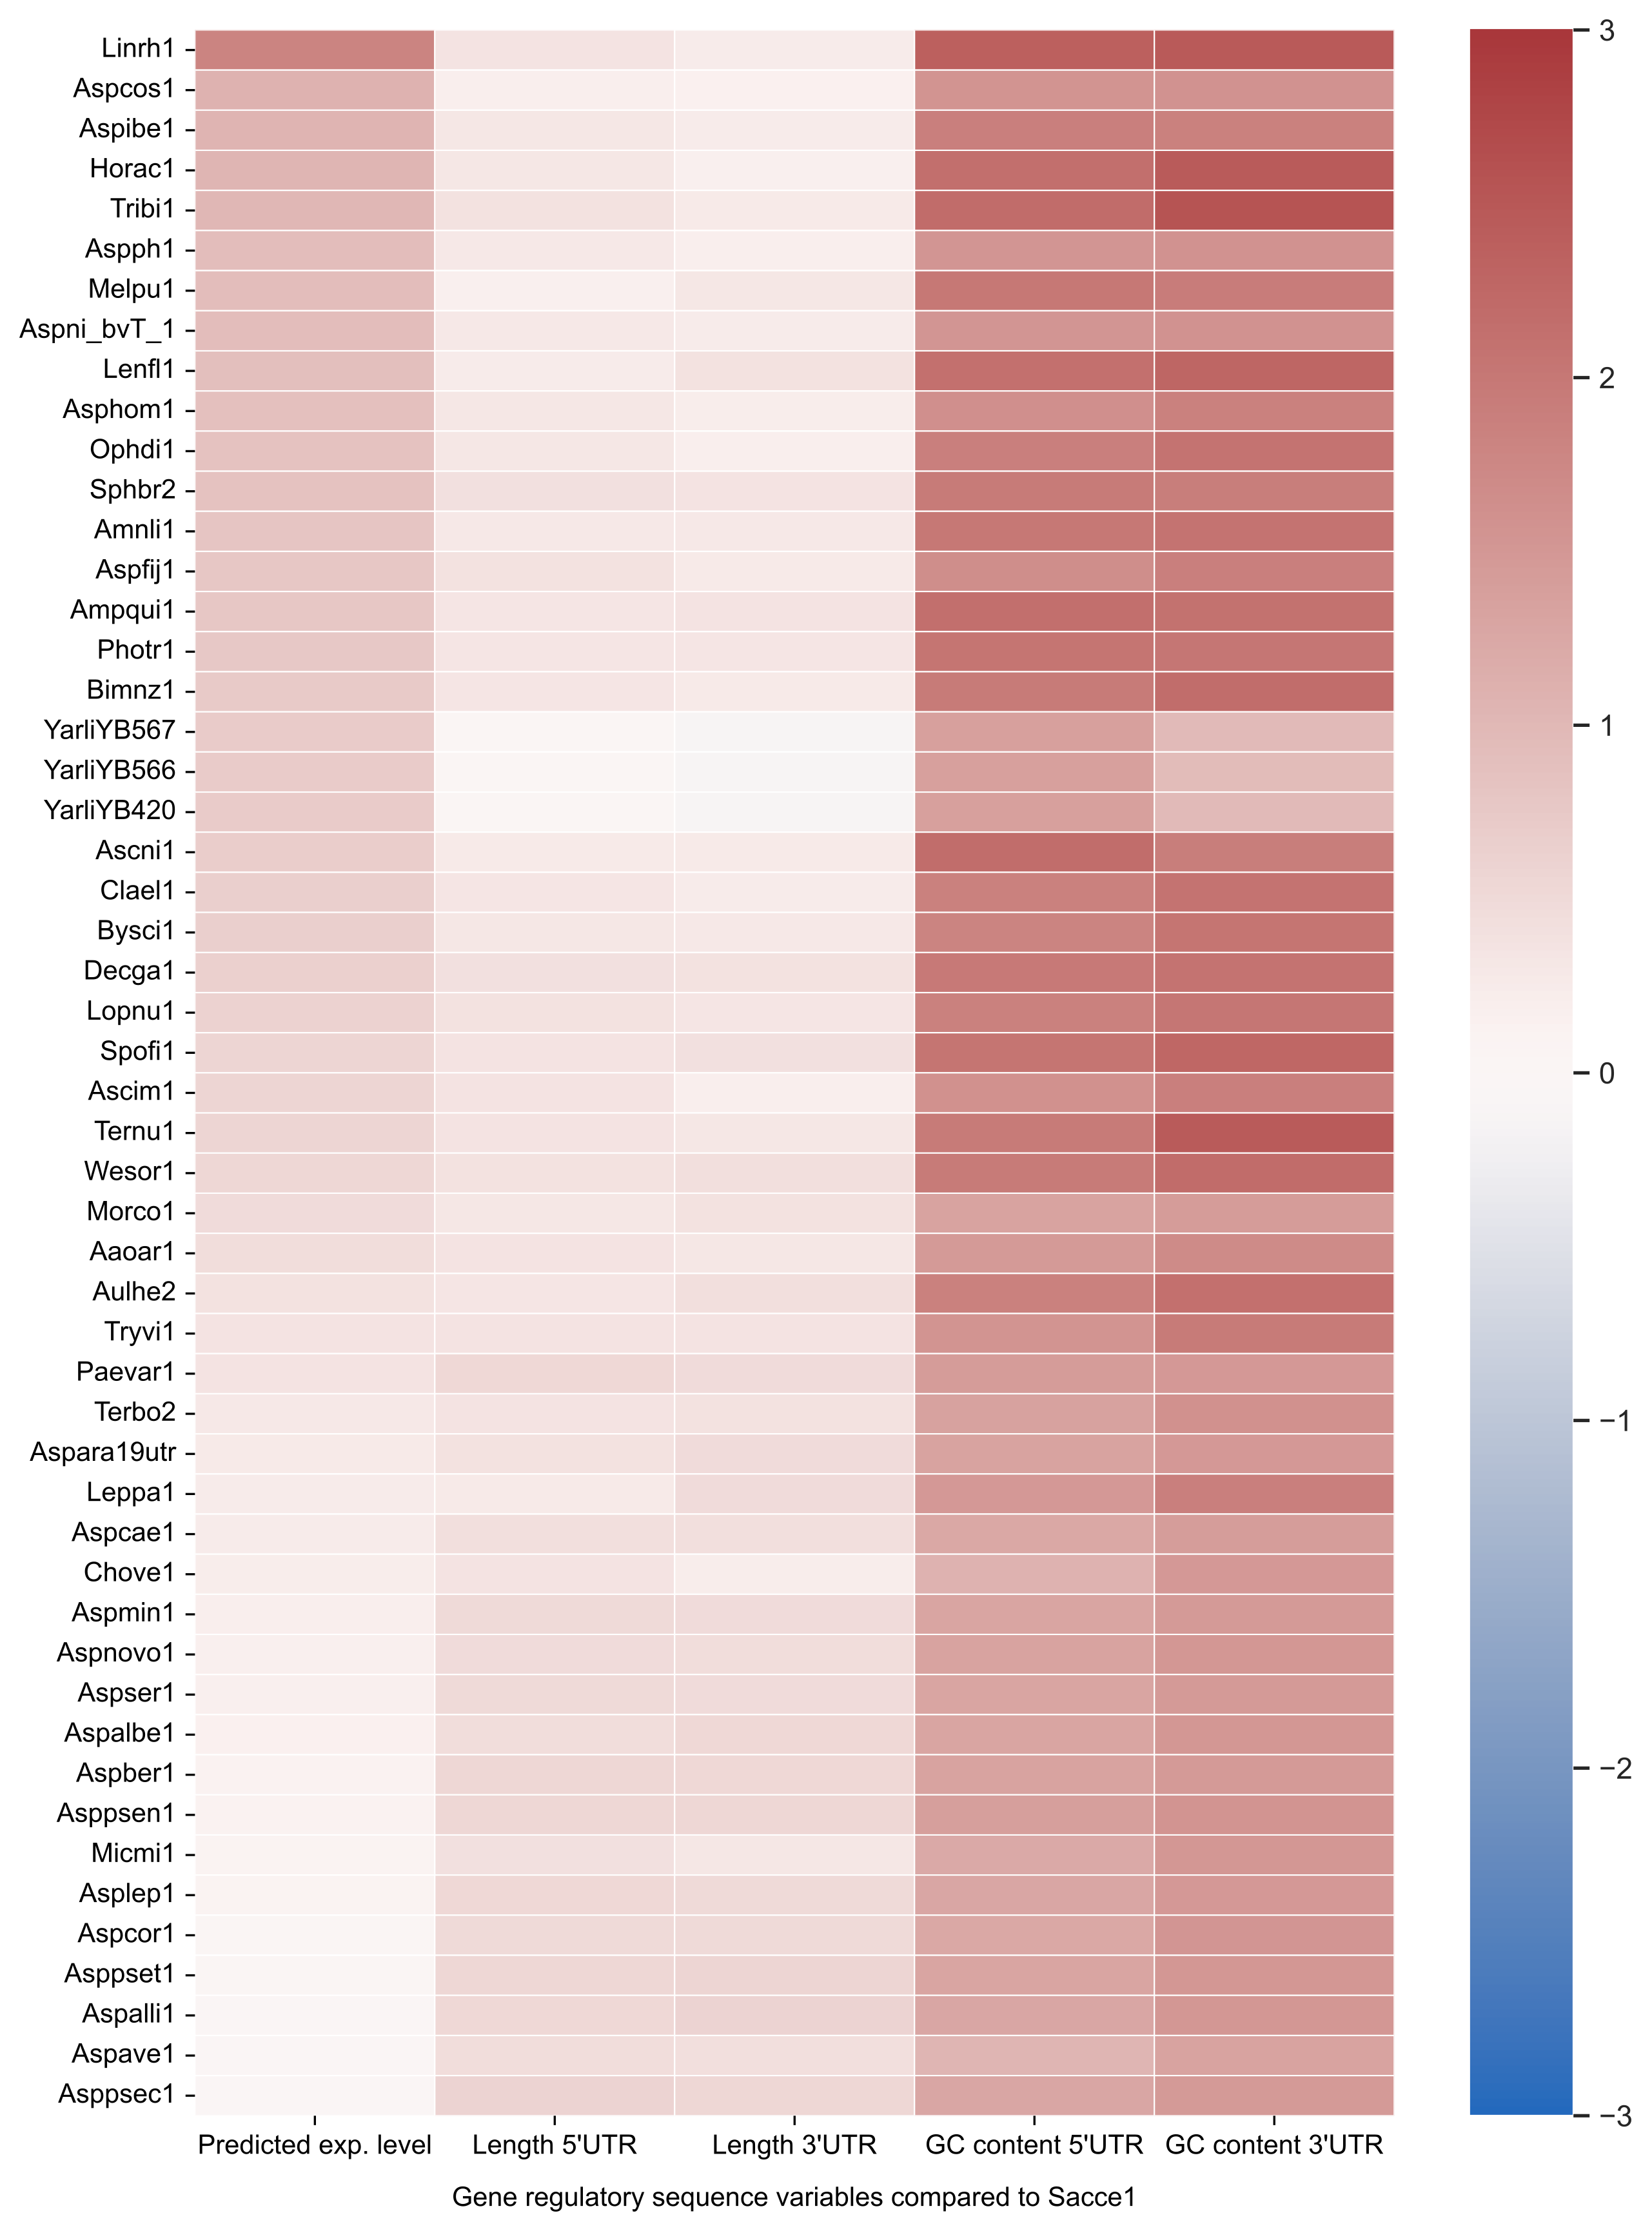 Linrh1
Aspcos1
Aspibe1
Horac1
Tribi1
Aspph1
Melpu1
Aspni_bvT_1
Lenfl1
Asphom1
Ophdi1
Sphbr2
Amnli1
Aspfij1
Ampqui1
Photr1
Bimnz1
YarliYB567
YarliYB566
YarliYB420
Ascni1
Clael1
Bysci1
Decga1
Lopnu1
Spofi1
Ascim1
Ternu1
Wesor1
Morco1
Aaoar1
Aulhe2
Tryvi1
Paevar1
Terbo2
Aspara19utr
Leppa1
Aspcae1
Chove1
Aspmin1
Aspnovo1
Aspser1
Aspalbe1
Aspber1
Asppsen1
Micmi1
Asplep1
Aspcor1
Asppset1
Aspalli1
Aspave1
Asppsec1
Predicted exp. level Length 5'UTR Length 3'UTR GC content 5'UTR GC content 3'UTR
Gene regulatory sequence variables compared to Sacce1
3
2
1
0
−1
−2
−3